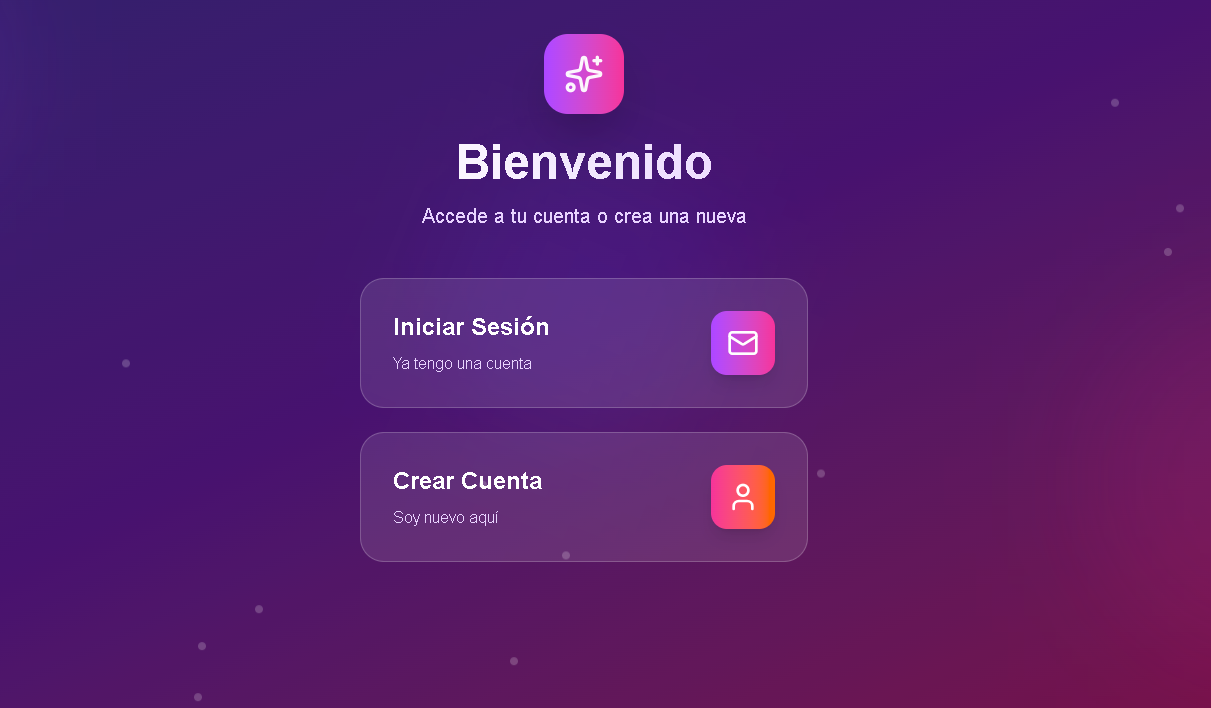 Bienvenido
Accede a tu cuenta o crea una nueva
Iniciar Sesión
Ya tengo una cuenta
Crear Cuenta
Soy nuevo aquí